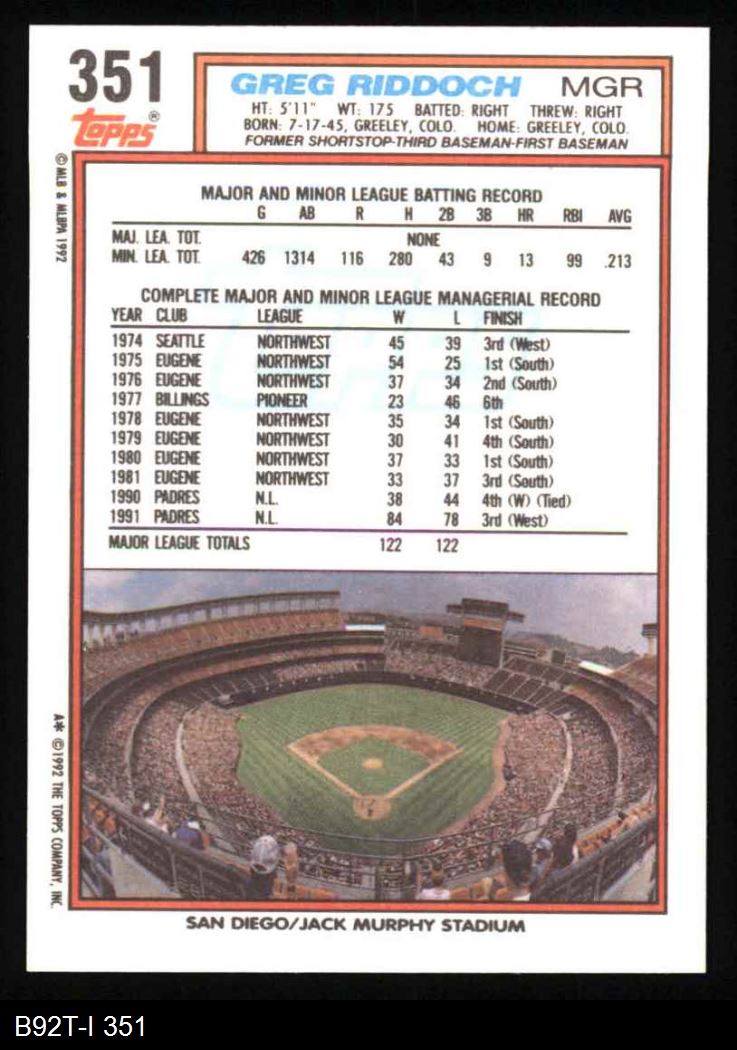 351
topps®
GREG RIDDOCH MGR
HT: 5'11" WT: 175 BATTED: RIGHT THREW: RIGHT
BORN: 7-17-45, GREELEY, COLO. HOME: GREELEY, COLO.
FORMER SHORTSTOP-THIRD BASEMAN-FIRST BASEMAN
© MLB & MLBPA 1992
MAJOR AND MINOR LEAGUE BATTING RECORD
G AB R H 2B 3B HR RBI AVG
MAJ. LEA. TOT. NONE
MIN. LEA. TOT. 426 1314 116 280 43 9 13 99 .213
COMPLETE MAJOR AND MINOR LEAGUE MANAGERIAL RECORD
YEAR CLUB LEAGUE W L FINISH
1974 SEATTLE NORTHWEST 45 39 3rd (West)
1975 EUGENE NORTHWEST 54 25 1st (South)
1976 EUGENE NORTHWEST 37 34 2nd (South)
1977 BILLINGS PIONEER 23 46 6th
1978 EUGENE NORTHWEST 35 34 1st (South)
1979 EUGENE NORTHWEST 30 41 4th (South)
1980 EUGENE NORTHWEST 37 33 1st (South)
1981 EUGENE NORTHWEST 33 37 3rd (South)
1990 PADRES N.L. 38 44 4th (W) (Tied)
1991 PADRES N.L. 84 78 3rd (West)
MAJOR LEAGUE TOTALS 122 122
A* ©1992 THE TOPPS COMPANY, INC.
SAN DIEGO/JACK MURPHY STADIUM
B92T-I 351